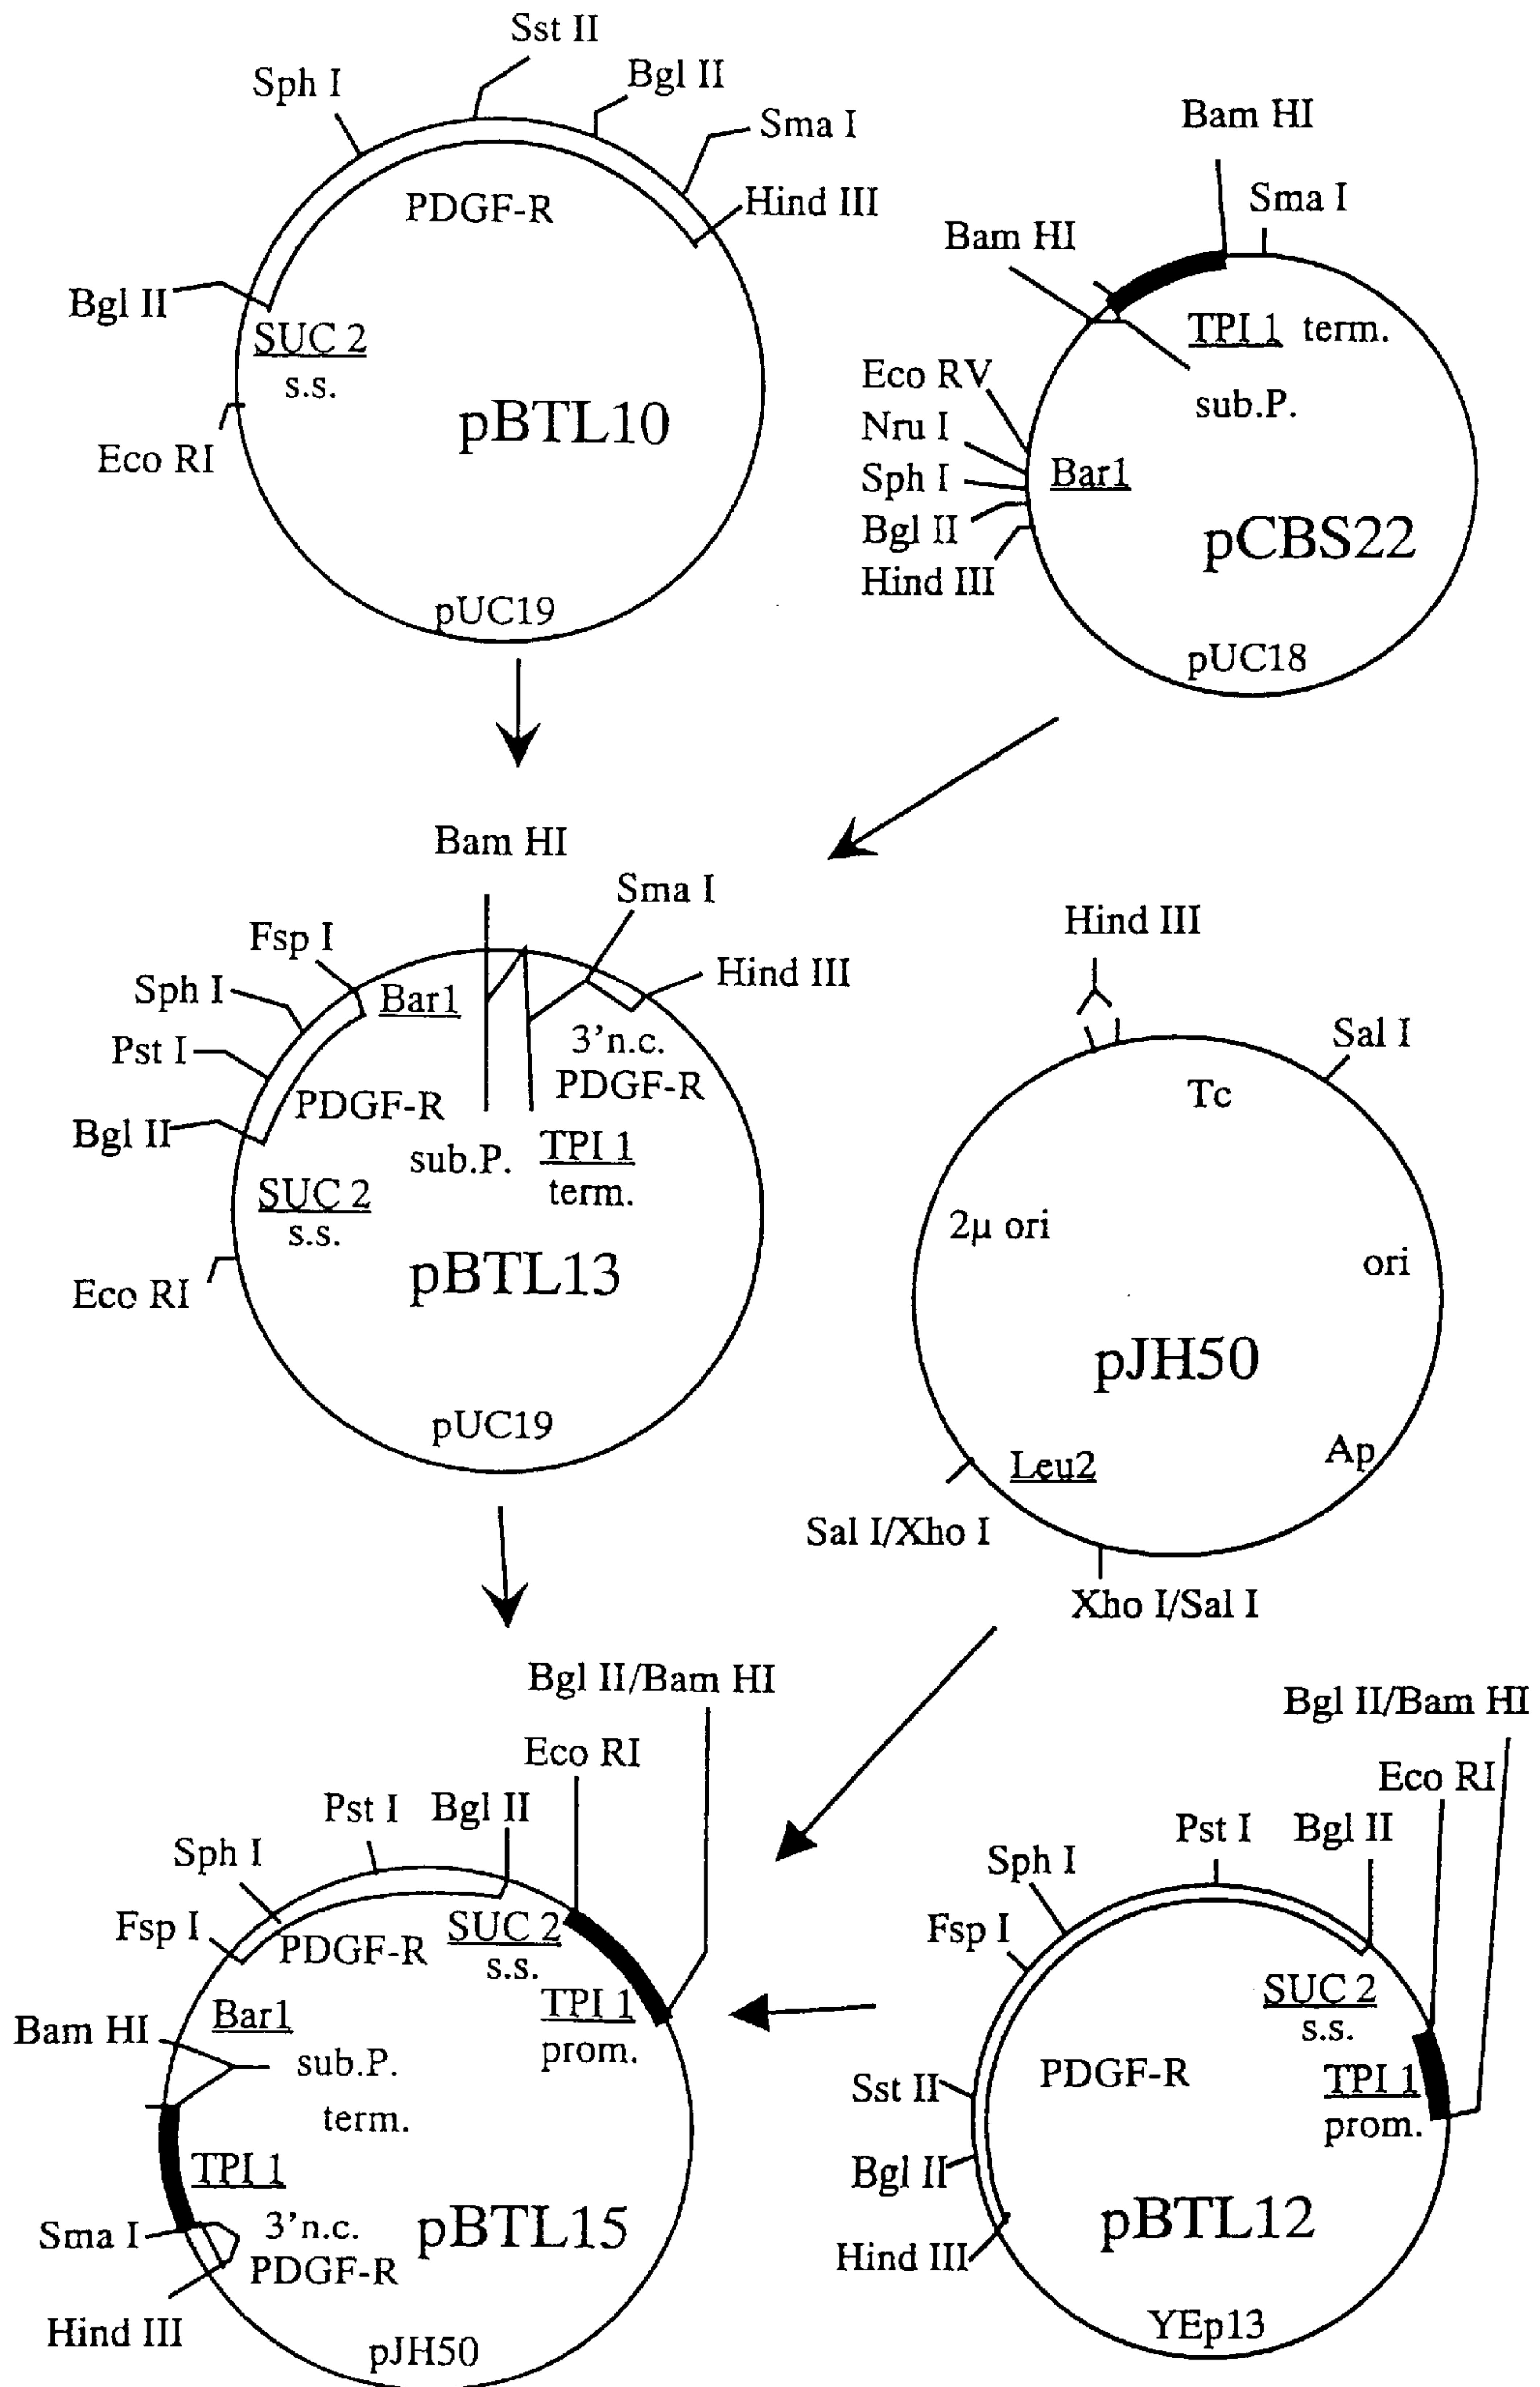 Sst II
Sph I
Bgl II
Sma I
PDGF-R
Hind III
Bgl II
SUC 2
s.s.
pBTL10
Eco RI
pUC19
Bam HI
Sma I
Bam HI
TPI 1 term.
Eco RV
sub.P.
Nru I
Sph I
Bar1
Bgl II
pCBS22
Hind III
pUC18
Bam HI
Sma I
Fsp I
Hind III
Sph I
Bar1
Pst I
3'n.c.
PDGF-R
PDGF-R
Bgl II
sub.P.
TPI 1
term.
SUC 2
s.s.
pBTL13
Eco RI
pUC19
Hind III
Sal I
Tc
2μ ori
ori
pJH50
Leu2
Ap
Sal I/Xho I
Xho I/Sal I
Bgl II/Bam HI
Eco RI
Pst I
Bgl II
Sph I
Fsp I
PDGF-R
SUC 2
s.s.
TPI 1
prom.
Bar1
Bam HI
sub.P.
term.
TPI 1
Sma I
3'n.c.
PDGF-R
pBTL15
Hind III
pJH50
Bgl II/Bam HI
Eco RI
Pst I
Bgl II
Sph I
Fsp I
SUC 2
s.s.
PDGF-R
TPI 1
prom.
Sst II
Bgl II
pBTL12
Hind III
YEp13